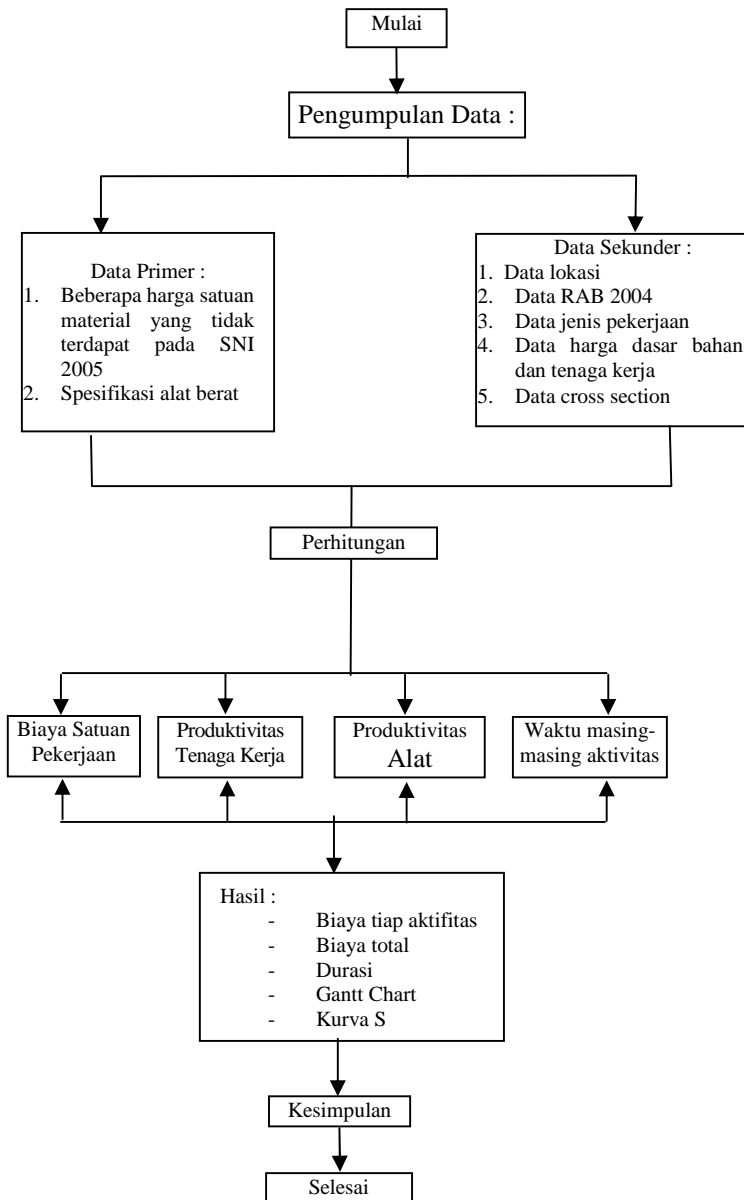 Mulai
Pengumpulan Data :
Data Primer :
1. Beberapa harga satuan
material yang tidak
terdapat pada SNI
2005
2. Spesifikasi alat berat
Data Sekunder :
1. Data lokasi
2. Data RAB 2004
3. Data jenis pekerjaan
4. Data harga dasar bahan
dan tenaga kerja
5. Data cross section
Perhitungan
Biaya Satuan
Pekerjaan
Produktivitas
Tenaga Kerja
Produktivitas
Alat
Waktu masing-
masing aktivitas
Hasil :
- Biaya tiap aktifitas
- Biaya total
- Durasi
- Gantt Chart
- Kurva S
Kesimpulan
Selesai